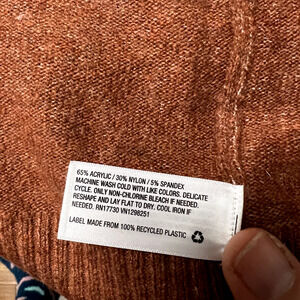 65% ACRYLIC / 30% NYLON / 5% SPANDEX
MACHINE WASH COLD WITH LIKE COLORS. DELICATE
CYCLE. ONLY NON-CHLORINE BLEACH IF NEEDED.
RESHAPE AND LAY FLAT TO DRY. COOL IRON IF
NEEDED. RN17730 VN1298251
LABEL MADE FROM 100% RECYCLED PLASTIC